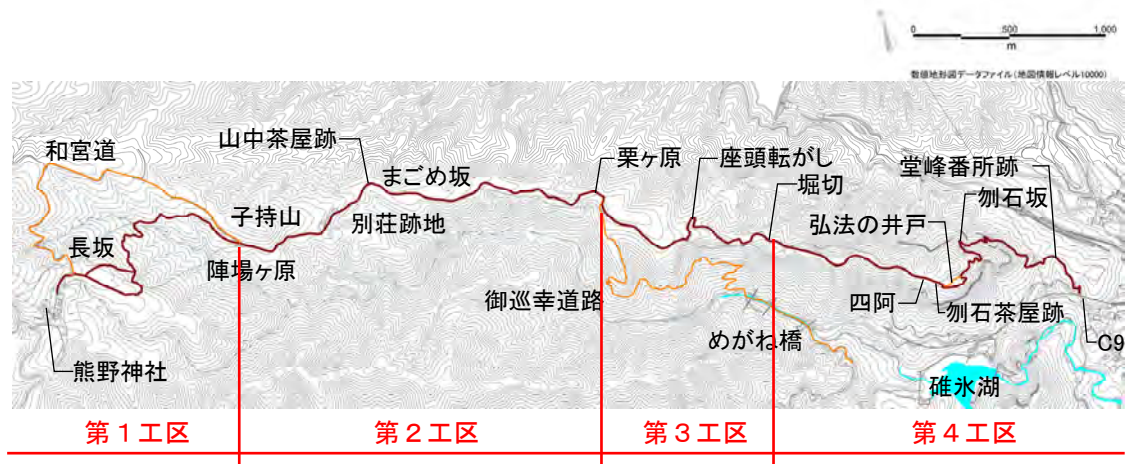 0 500 1,000
m
数値地形図データファイル(地図情報レベル10000)
和宮道
山中茶屋跡
まごめ坂
栗ヶ原
座頭転がし
堀切
堂峰番所跡
刎石坂
弘法の井戸
子持山
別荘跡地
長坂
陣場ヶ原
御巡幸道路
四阿
刎石茶屋跡
めがね橋
C9
熊野神社
碓氷湖
第1工区
第2工区
第3工区
第4工区